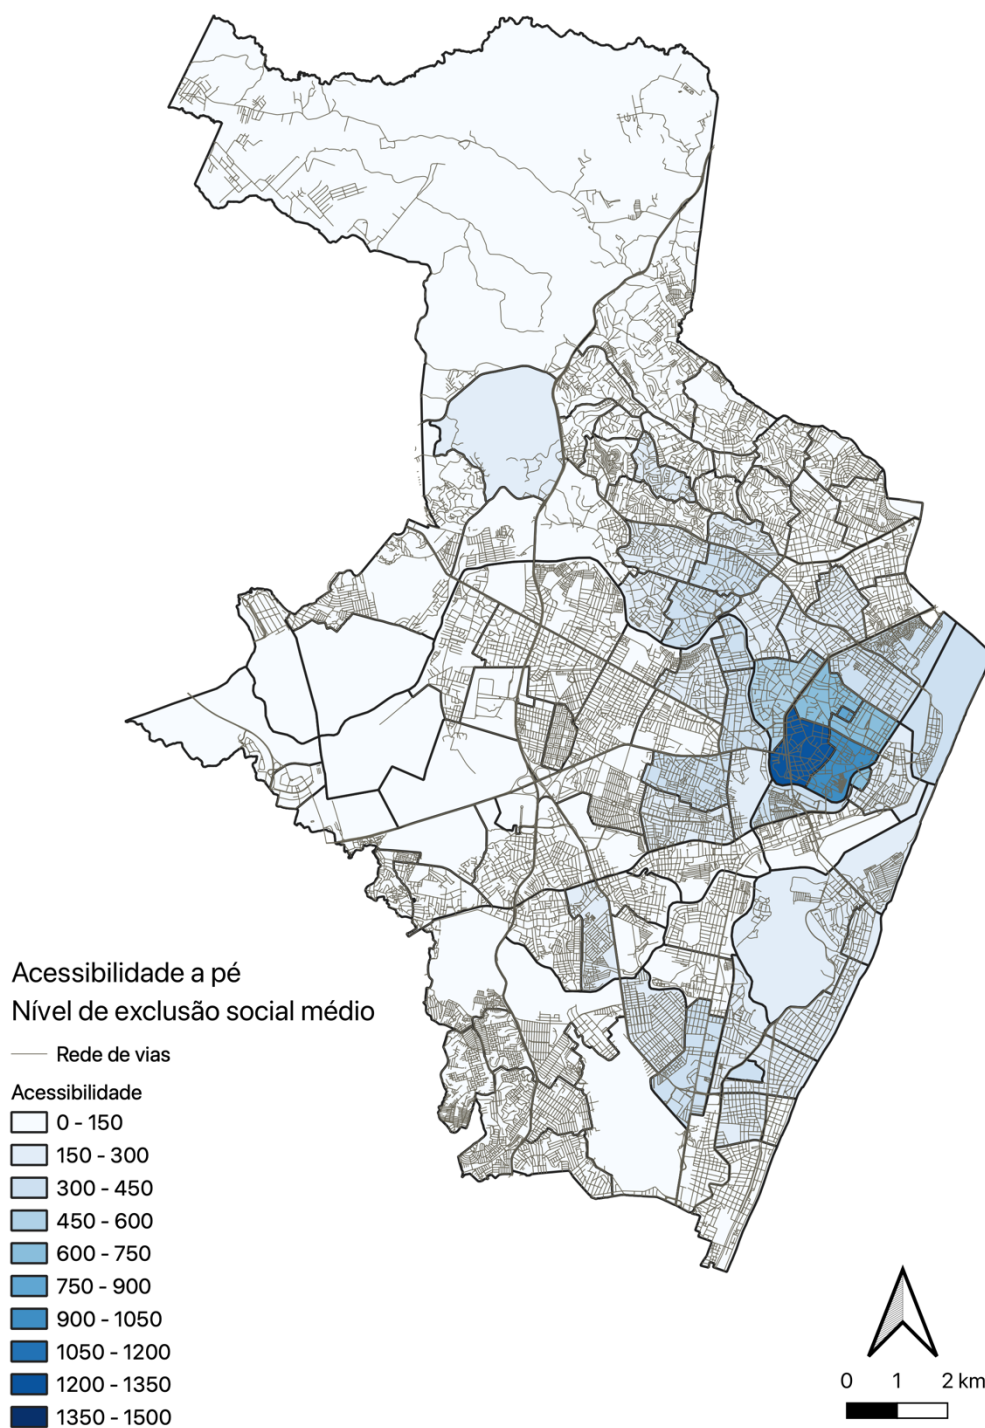 Acessibilidade a pé
Nível de exclusão social médio
Rede de vias
Acessibilidade
0 - 150
150 - 300
300 - 450
450 - 600
600 - 750
750 - 900
900 - 1050
1050 - 1200
1200 - 1350
1350 - 1500
0 1 2 km